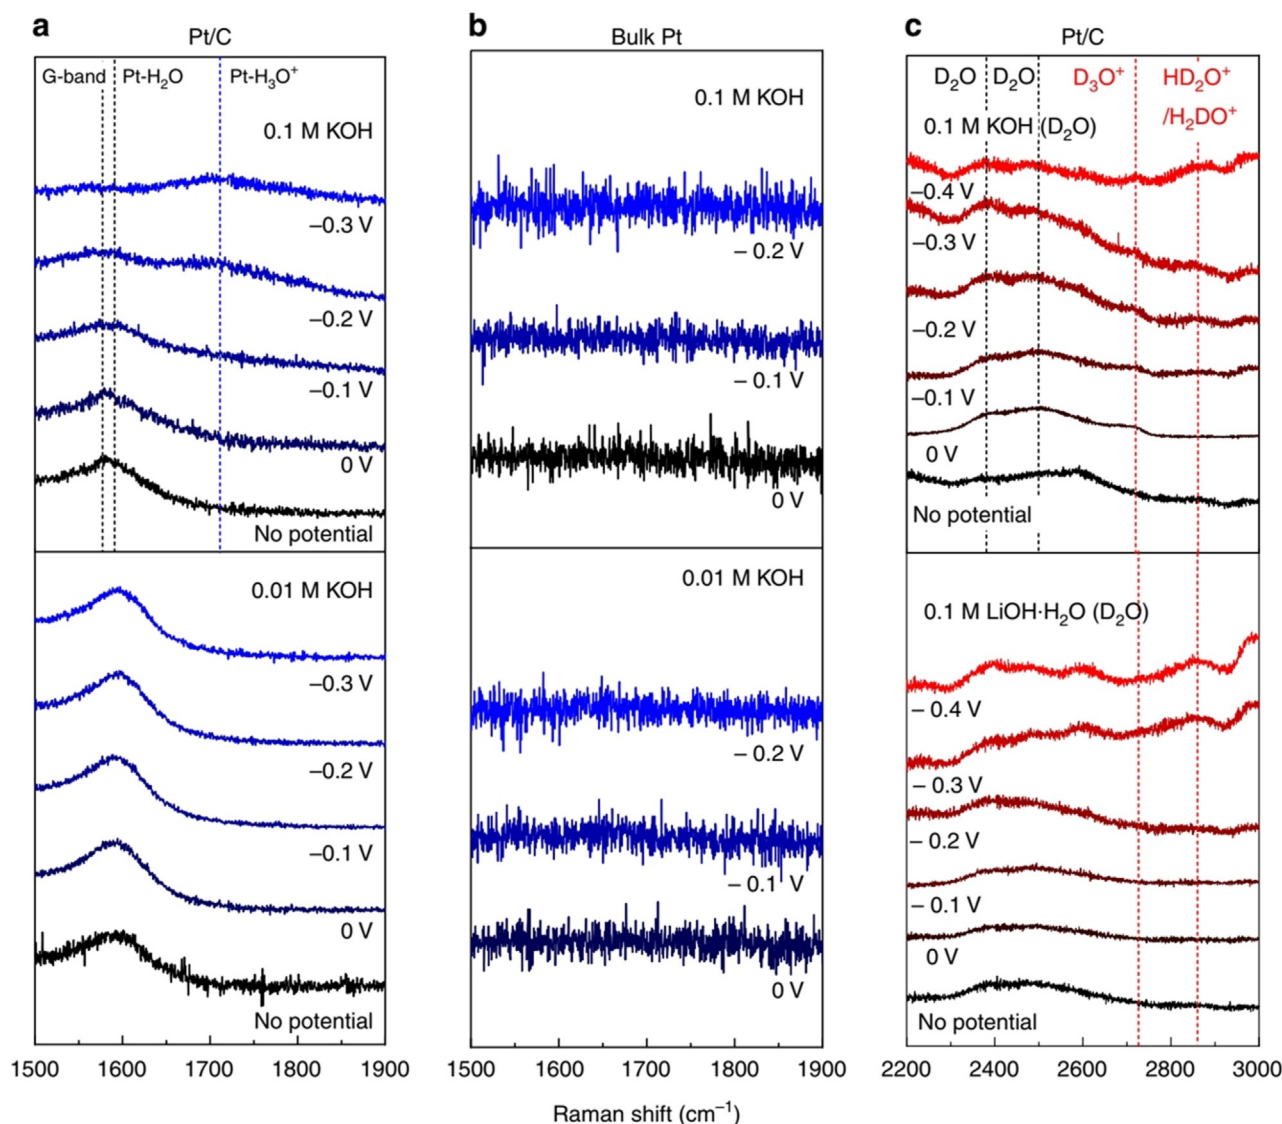 a
Pt/C
G-band Pt-H₂O Pt-H₃O⁺
0.1 M KOH
–0.3 V
–0.2 V
–0.1 V
0 V
No potential
0.01 M KOH
–0.3 V
–0.2 V
–0.1 V
0 V
No potential
1500 1600 1700 1800 1900
b
Bulk Pt
0.1 M KOH
– 0.2 V
– 0.1 V
0 V
0.01 M KOH
– 0.2 V
– 0.1 V
0 V
1500 1600 1700 1800 1900
Raman shift (cm⁻¹)
c
Pt/C
D₂O D₂O D₃O⁺ HD₂O⁺
/H₂DO⁺
0.1 M KOH (D₂O)
–0.4 V
–0.3 V
–0.2 V
–0.1 V
0 V
No potential
0.1 M LiOH·H₂O (D₂O)
– 0.4 V
– 0.3 V
– 0.2 V
– 0.1 V
0 V
No potential
2200 2400 2600 2800 3000